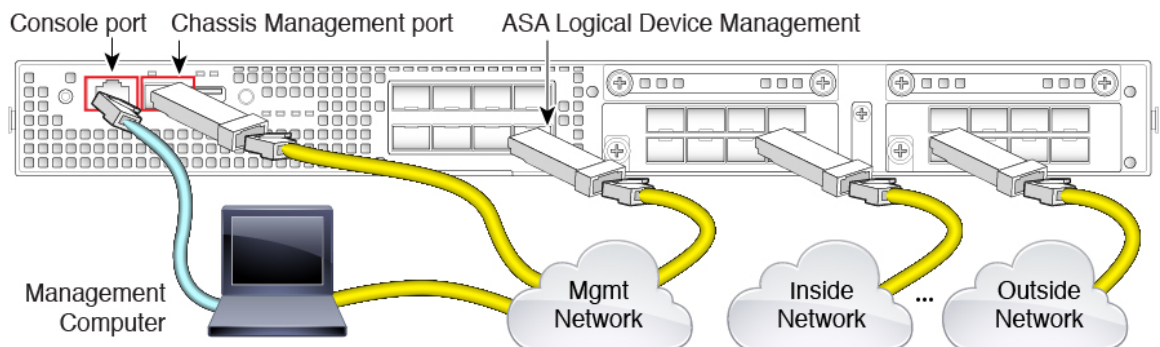 Console port
Chassis Management port
ASA Logical Device Management
Management
Computer
Mgmt
Network
Inside
Network
...
Outside
Network